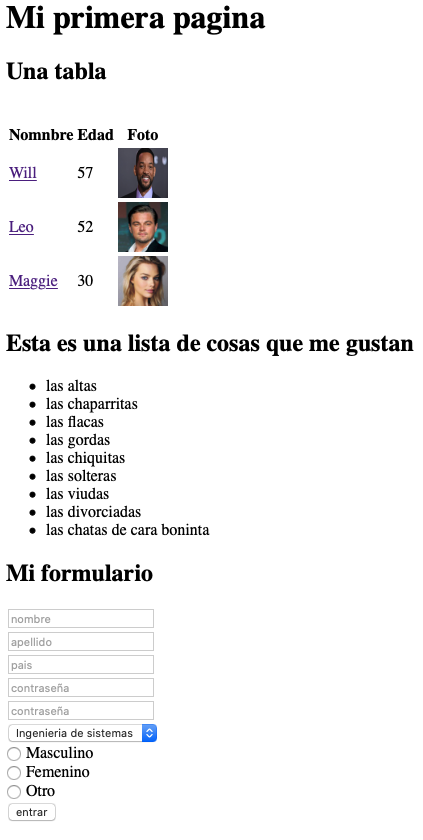 Mi primera pagina
Una tabla
Nomnbre Edad Foto
Will 57
Leo 52
Maggie 30
Esta es una lista de cosas que me gustan
las altas
las chaparritas
las flacas
las gordas
las chiquitas
las solteras
las viudas
las divorciadas
las chatas de cara boninta
Mi formulario
nombre
apellido
pais
contraseña
contraseña
Ingenieria de sistemas
Masculino
Femenino
Otro
entrar